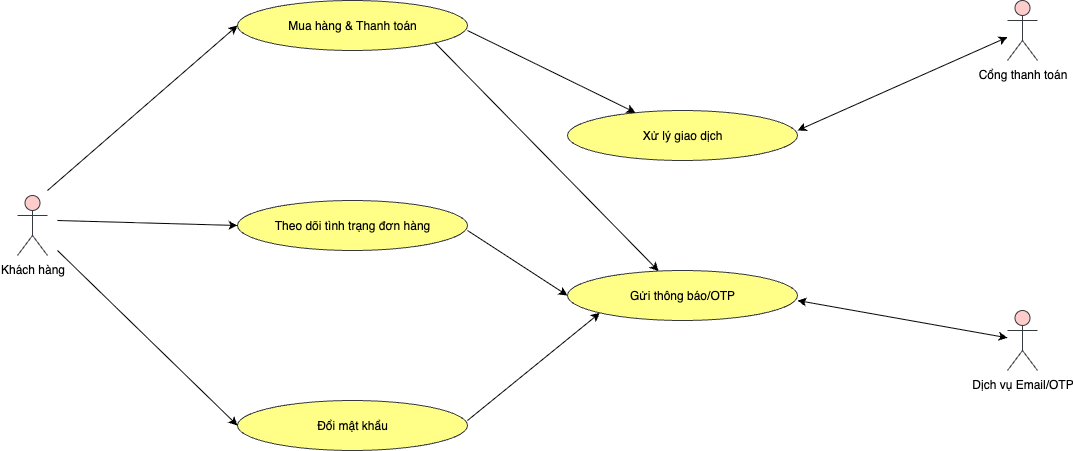 Mua hàng & Thanh toán
Cổng thanh toán
Xử lý giao dịch
Khách hàng
Theo dõi tình trạng đơn hàng
Gửi thông báo/OTP
Dịch vụ Email/OTP
Đổi mật khẩu